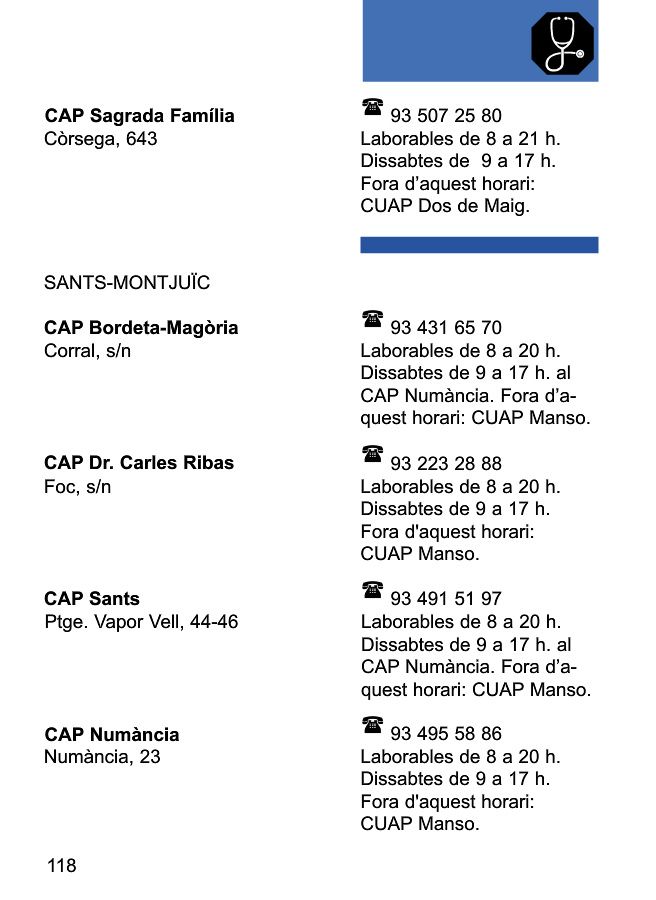 CAP Sagrada Família
Còrsega, 643
93 507 25 80
Laborables de 8 a 21 h.
Dissabtes de  9 a 17 h.
Fora d’aquest horari:
CUAP Dos de Maig.
SANTS-MONTJUÏC
CAP Bordeta-Magòria
Corral, s/n
93 431 65 70
Laborables de 8 a 20 h.
Dissabtes de 9 a 17 h. al
CAP Numància. Fora d’a-
quest horari: CUAP Manso.
CAP Dr. Carles Ribas
Foc, s/n
93 223 28 88
Laborables de 8 a 20 h.
Dissabtes de 9 a 17 h.
Fora d'aquest horari:
CUAP Manso.
CAP Sants
Ptge. Vapor Vell, 44-46
93 491 51 97
Laborables de 8 a 20 h.
Dissabtes de 9 a 17 h. al
CAP Numància. Fora d’a-
quest horari: CUAP Manso.
CAP Numància
Numància, 23
93 495 58 86
Laborables de 8 a 20 h.
Dissabtes de 9 a 17 h.
Fora d'aquest horari:
CUAP Manso.
118